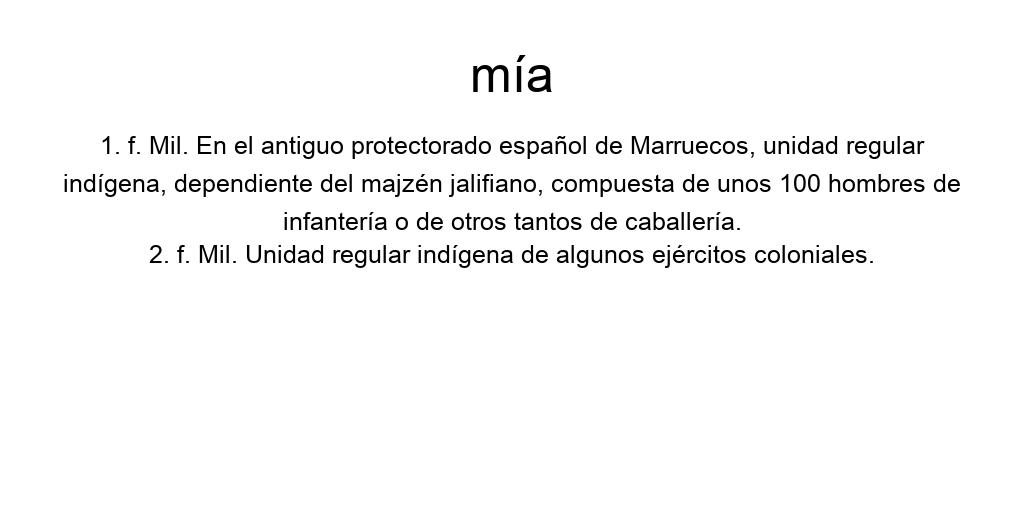 mía
1. f. Mil. En el antiguo protectorado español de Marruecos, unidad regular
indígena, dependiente del majzén jalifiano, compuesta de unos 100 hombres de
infantería o de otros tantos de caballería.
2. f. Mil. Unidad regular indígena de algunos ejércitos coloniales.